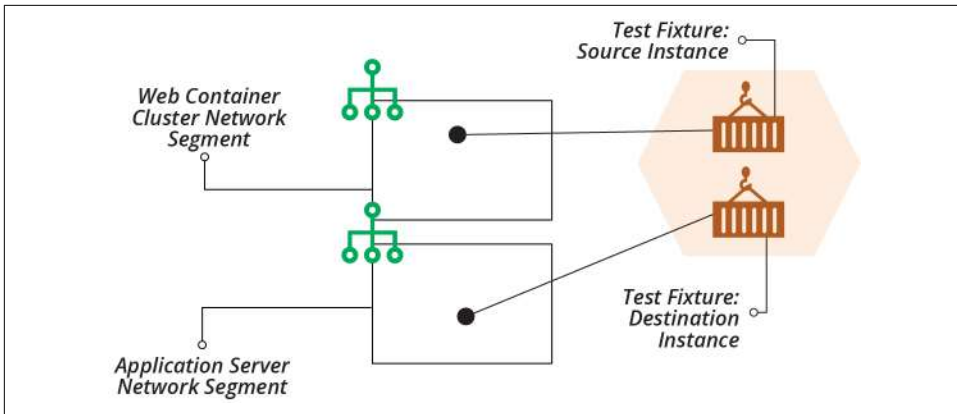 Test Fixture:
Source Instance
Web Container
Cluster Network
Segment
Test Fixture:
Destination
Instance
Application Server
Network Segment